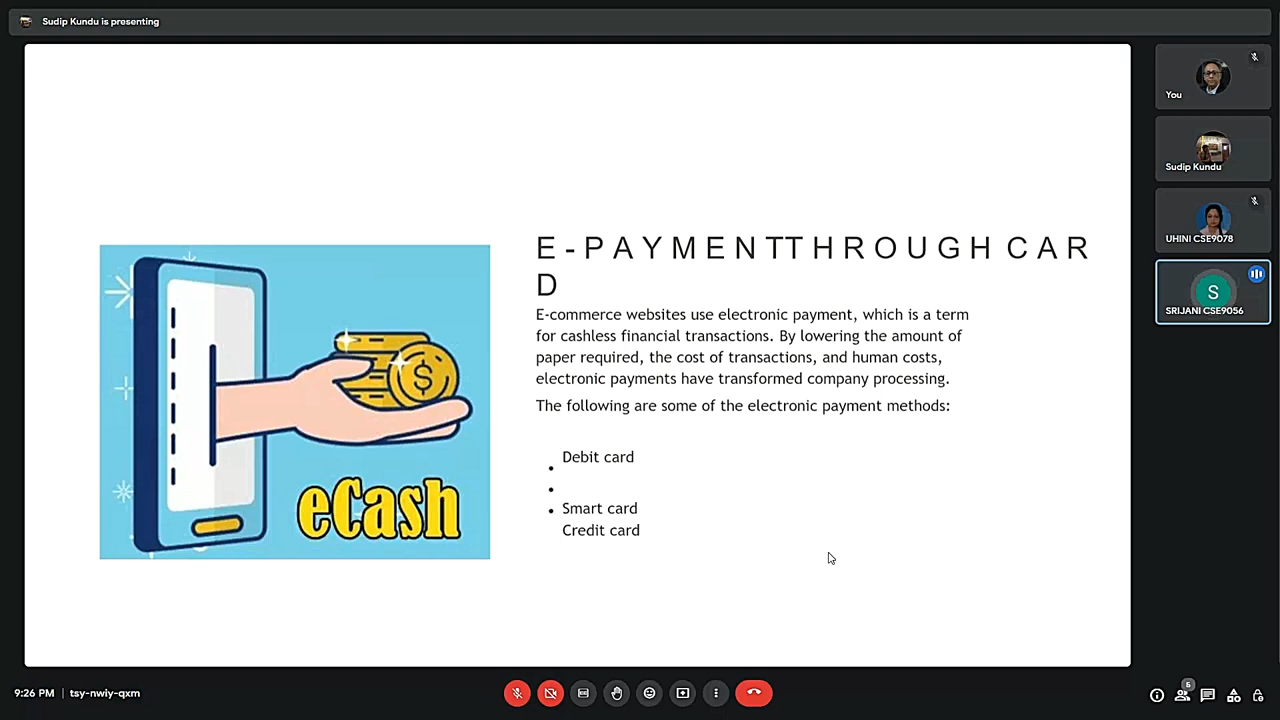 Sudip Kundu is presenting
E-PAYMENTTHROUGH CAR
D
E-commerce websites use electronic payment, which is a term
for cashless financial transactions. By lowering the amount of
paper required, the cost of transactions, and human costs,
electronic payments have transformed company processing.
The following are some of the electronic payment methods:
Debit card
•
•
• Smart card
Credit card
$
eCash
You
Sudip Kundu
UHINI CSE9078
S
SRIJANI CSE9056
9:26 PM | tsy-nwiy-qxm
6